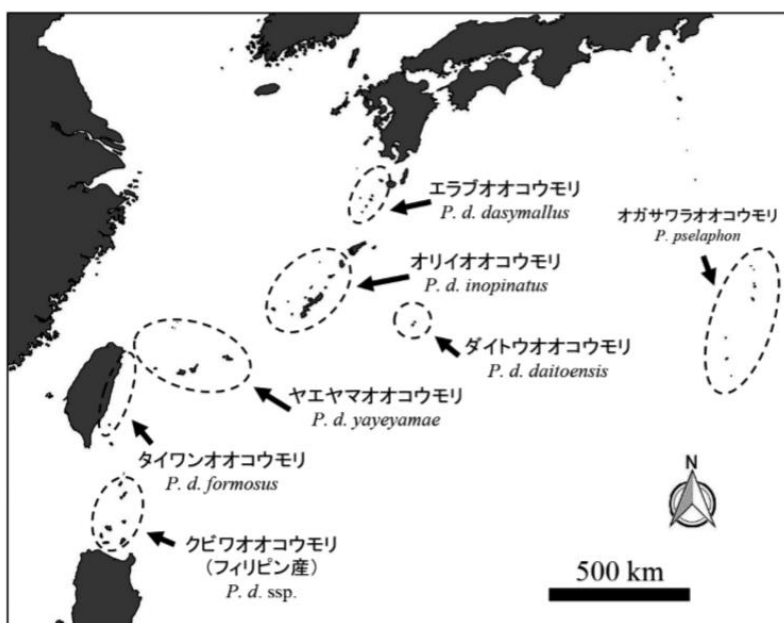 エラブオオコウモリ
P. d. dasymallus
オガサワラオオコウモリ
P. pselaphon
オリイオオコウモリ
P. d. inopinatus
ダイトウオオコウモリ
P. d. daitoensis
ヤエヤマオオコウモリ
P. d. yayeyamae
タイワンオオコウモリ
P. d. formosus
クビワオオコウモリ
（フィリピン産）
P. d. ssp.
N
500 km